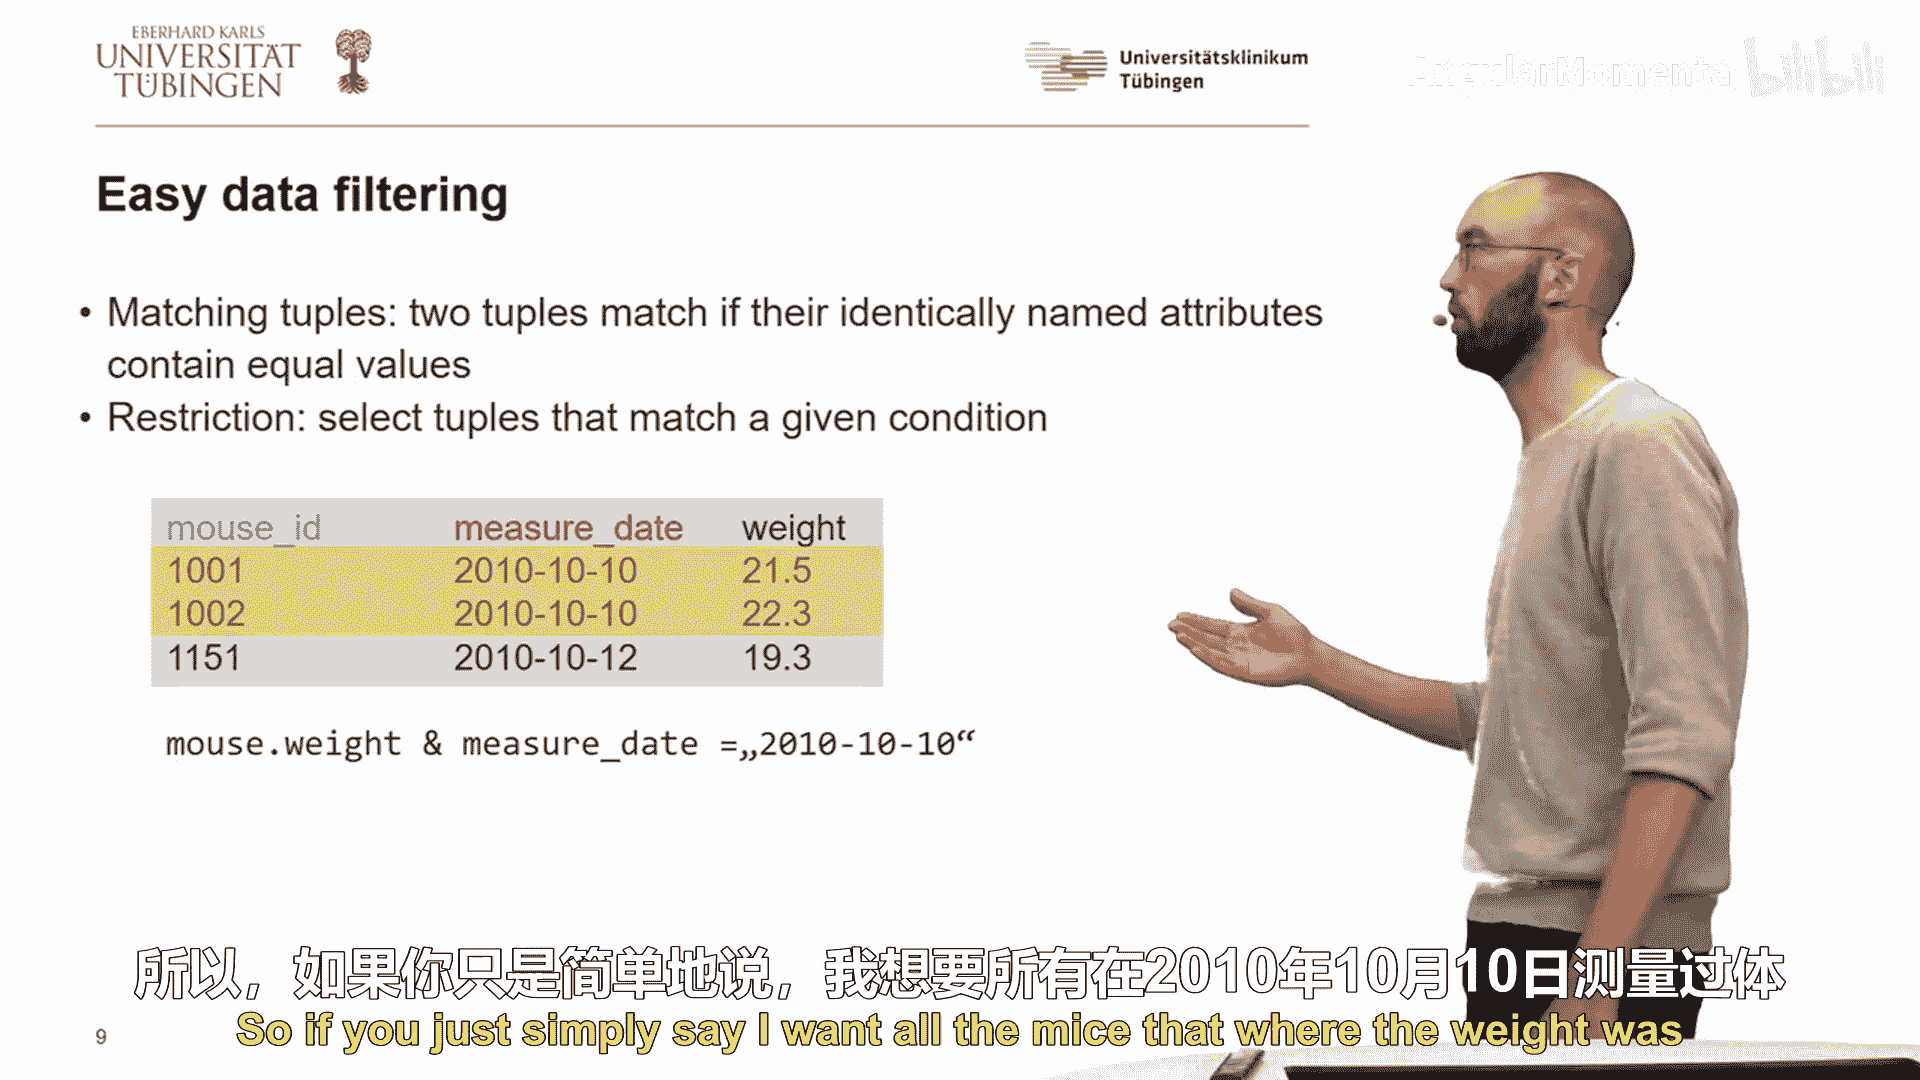 EBERHARD KARLS
UNIVERSITÄT
TÜBINGEN
Universitätsklinikum
Tübingen
AngularMomenta bilibili
Easy data filtering
• Matching tuples: two tuples match if their identically named attributes
contain equal values
• Restriction: select tuples that match a given condition
mouse_id measure_date weight
1001 2010-10-10 21.5
1002 2010-10-10 22.3
1151 2010-10-12 19.3
mouse.weight & measure_date =„2010-10-10“
所以，如果你只是简单地说，我想要所有在2010年10月10日测量过体
9
So if you just simply say I want all the mice that where the weight was